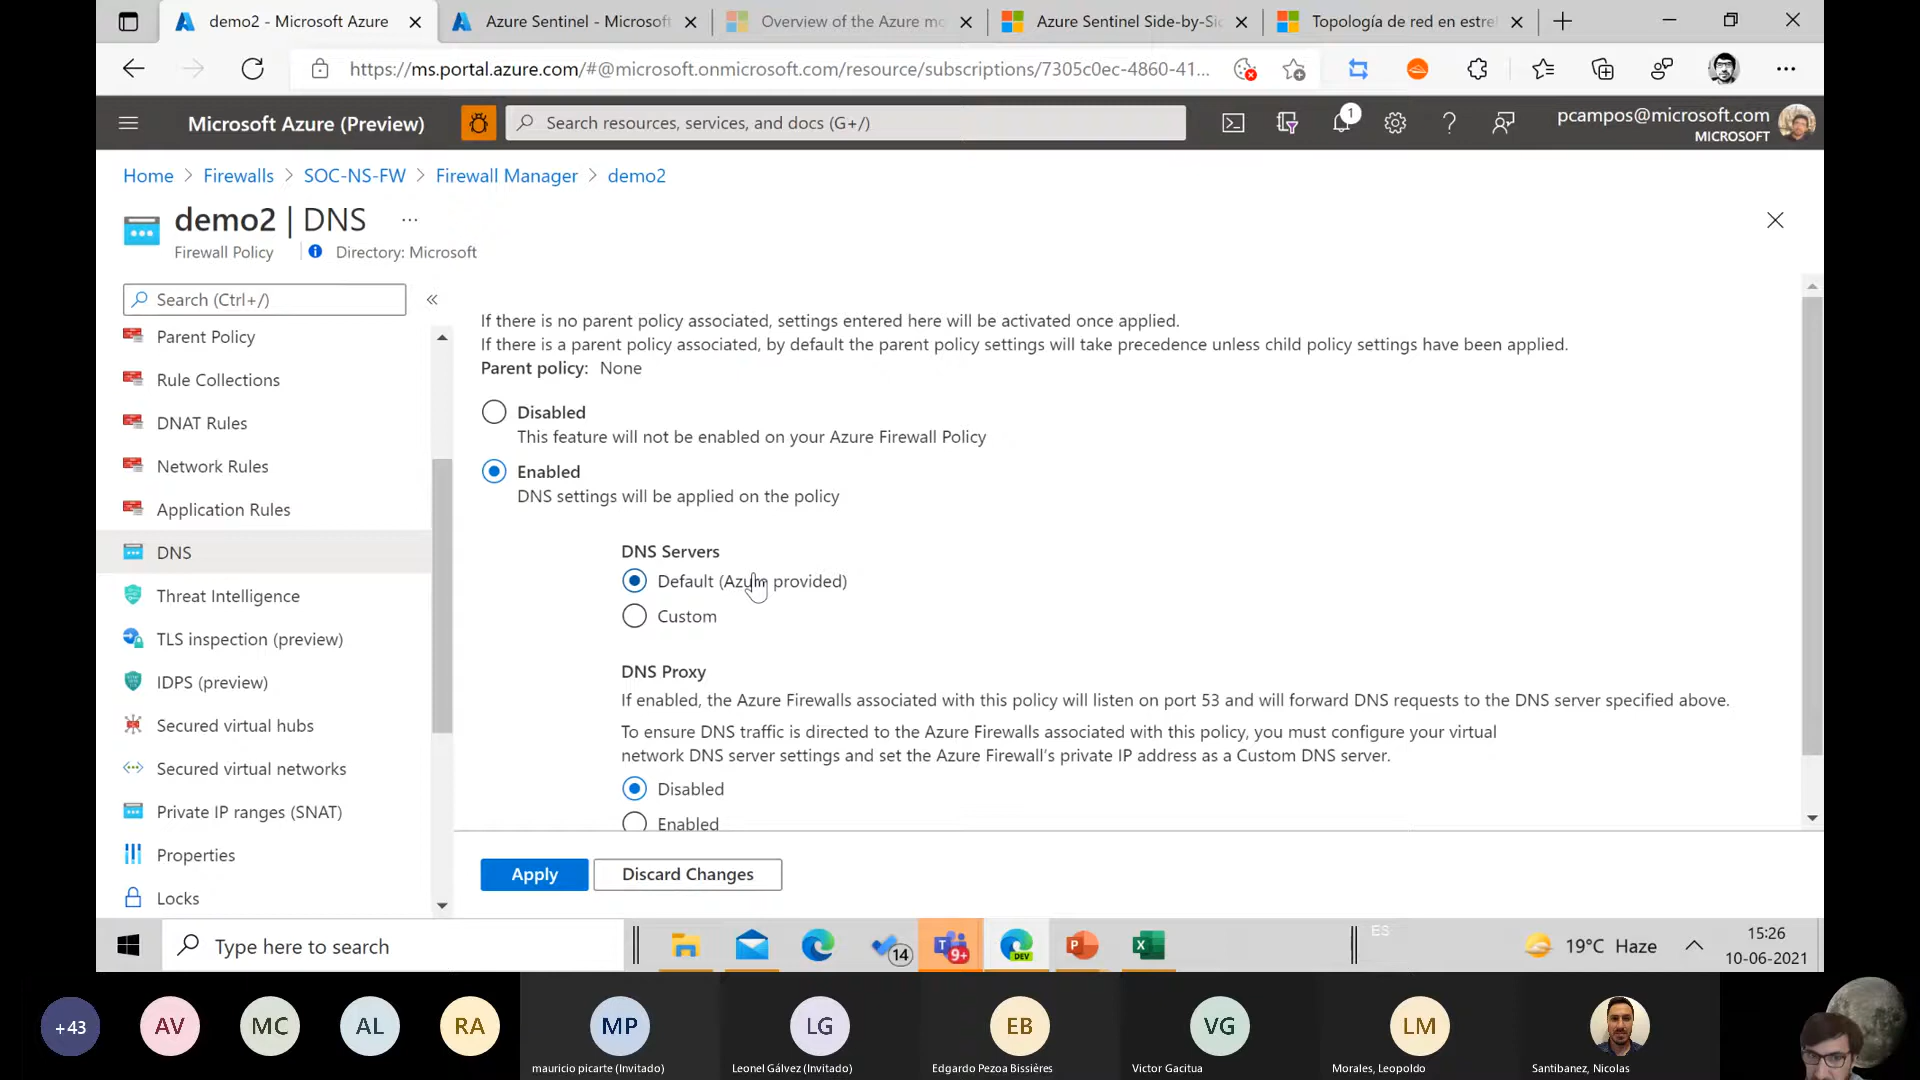 demo2 - Microsoft Azure
Azure Sentinel - Microsoft
Overview of the Azure mo
Azure Sentinel Side-by-Si
Topología de red en estre
https://ms.portal.azure.com/#@microsoft.onmicrosoft.com/resource/subscriptions/7305c0ec-4860-41...
Microsoft Azure (Preview)
Search resources, services, and docs (G+/)
1
pcampos@microsoft.com
MICROSOFT
Home > Firewalls > SOC-NS-FW > Firewall Manager > demo2
demo2 | DNS ...
Firewall Policy
Directory: Microsoft
Search (Ctrl+/)
«
Parent Policy
Rule Collections
DNAT Rules
Network Rules
Application Rules
DNS
Threat Intelligence
TLS inspection (preview)
IDPS (preview)
Secured virtual hubs
Secured virtual networks
Private IP ranges (SNAT)
Properties
Locks
If there is no parent policy associated, settings entered here will be activated once applied.
If there is a parent policy associated, by default the parent policy settings will take precedence unless child policy settings have been applied.
Parent policy: None
Disabled
This feature will not be enabled on your Azure Firewall Policy
Enabled
DNS settings will be applied on the policy
DNS Servers
Default (Azure provided)
Custom
DNS Proxy
If enabled, the Azure Firewalls associated with this policy will listen on port 53 and will forward DNS requests to the DNS server specified above.
To ensure DNS traffic is directed to the Azure Firewalls associated with this policy, you must configure your virtual
network DNS server settings and set the Azure Firewall's private IP address as a Custom DNS server.
Disabled
Enabled
Apply
Discard Changes
Type here to search
14
9+
DEV
ES
19°C Haze
15:26
10-06-2021
+43
AV
MC
AL
RA
MP
LG
EB
VG
LM
mauricio picarte (Invitado)
Leonel Gálvez (Invitado)
Edgardo Pezoa Bissières
Victor Gacitua
Morales, Leopoldo
Santibanez, Nicolas